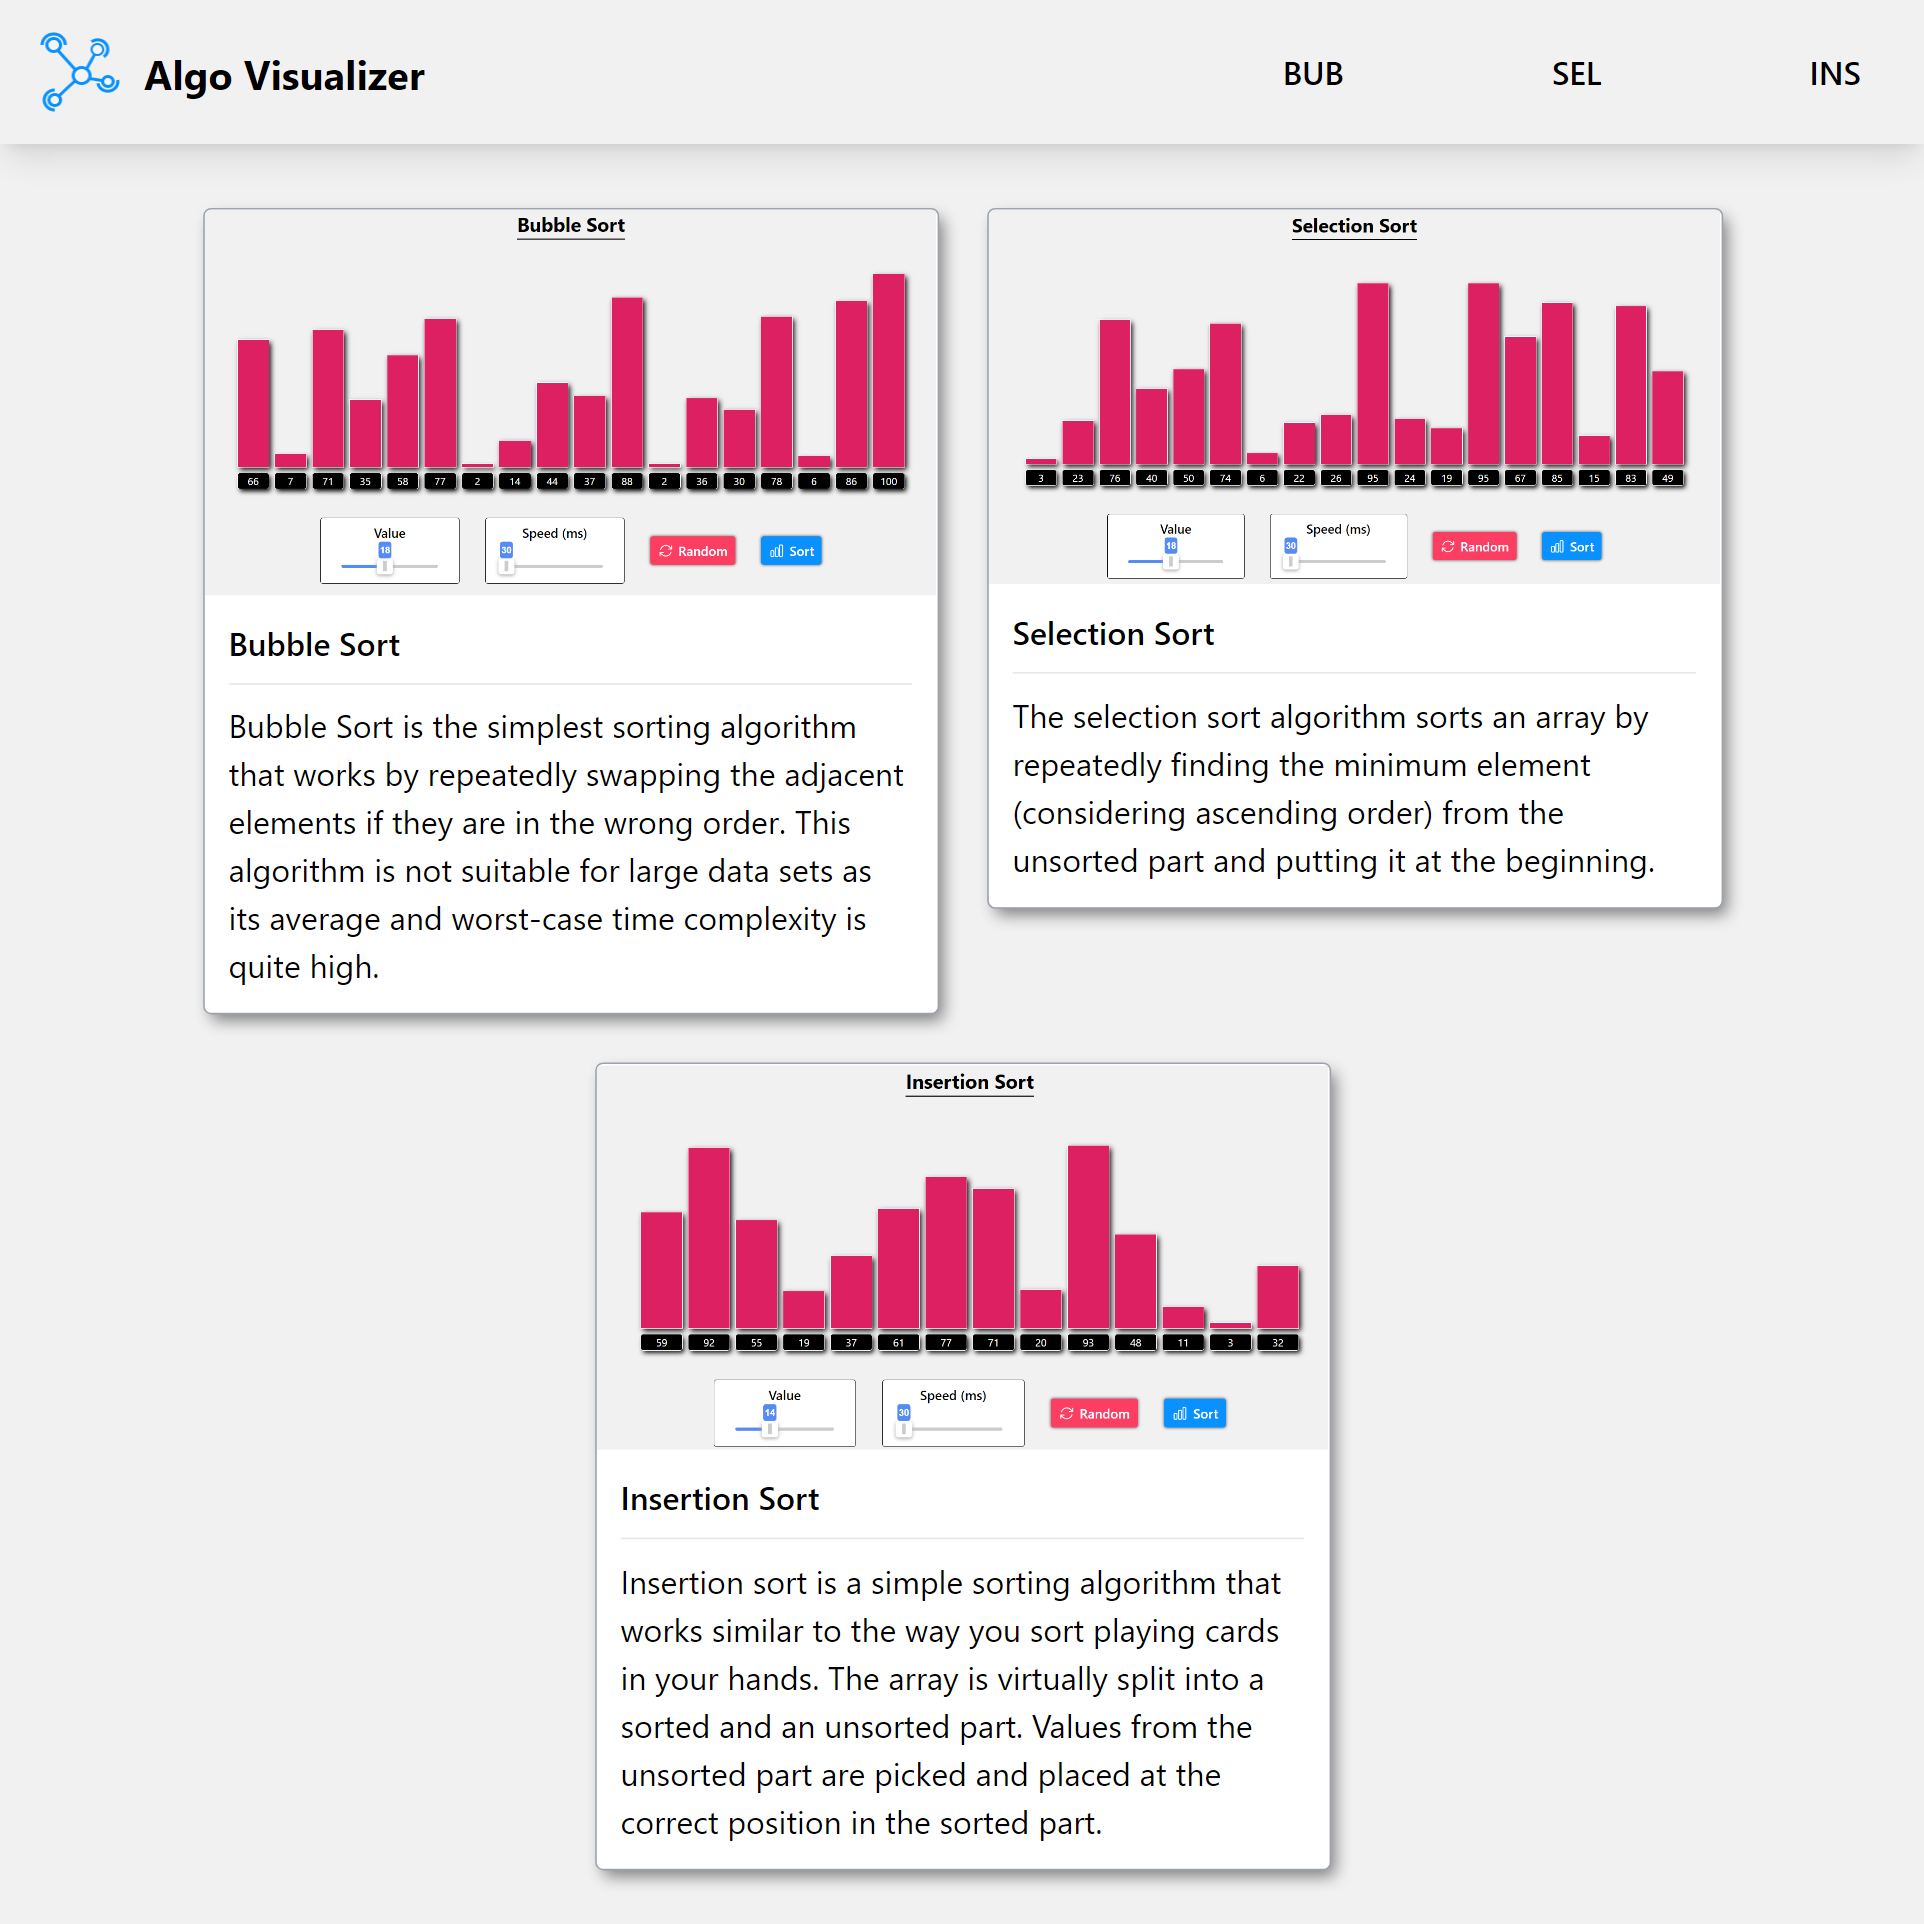 Algo Visualizer
BUB SEL INS
Bubble Sort
66 7 71 35 58 77 2 14 44 37 88 2 36 30 78 6 86 100
Value
18
Speed (ms)
30
Random
Sort
Bubble Sort
Bubble Sort is the simplest sorting algorithm
that works by repeatedly swapping the adjacent
elements if they are in the wrong order. This
algorithm is not suitable for large data sets as
its average and worst-case time complexity is
quite high.
Selection Sort
3 23 76 40 50 74 6 22 26 95 24 19 95 67 85 15 83 49
Value
18
Speed (ms)
30
Random
Sort
Selection Sort
The selection sort algorithm sorts an array by
repeatedly finding the minimum element
(considering ascending order) from the
unsorted part and putting it at the beginning.
Insertion Sort
59 92 55 19 37 61 77 71 20 93 48 11 3 32
Value
14
Speed (ms)
30
Random
Sort
Insertion Sort
Insertion sort is a simple sorting algorithm that
works similar to the way you sort playing cards
in your hands. The array is virtually split into a
sorted and an unsorted part. Values from the
unsorted part are picked and placed at the
correct position in the sorted part.